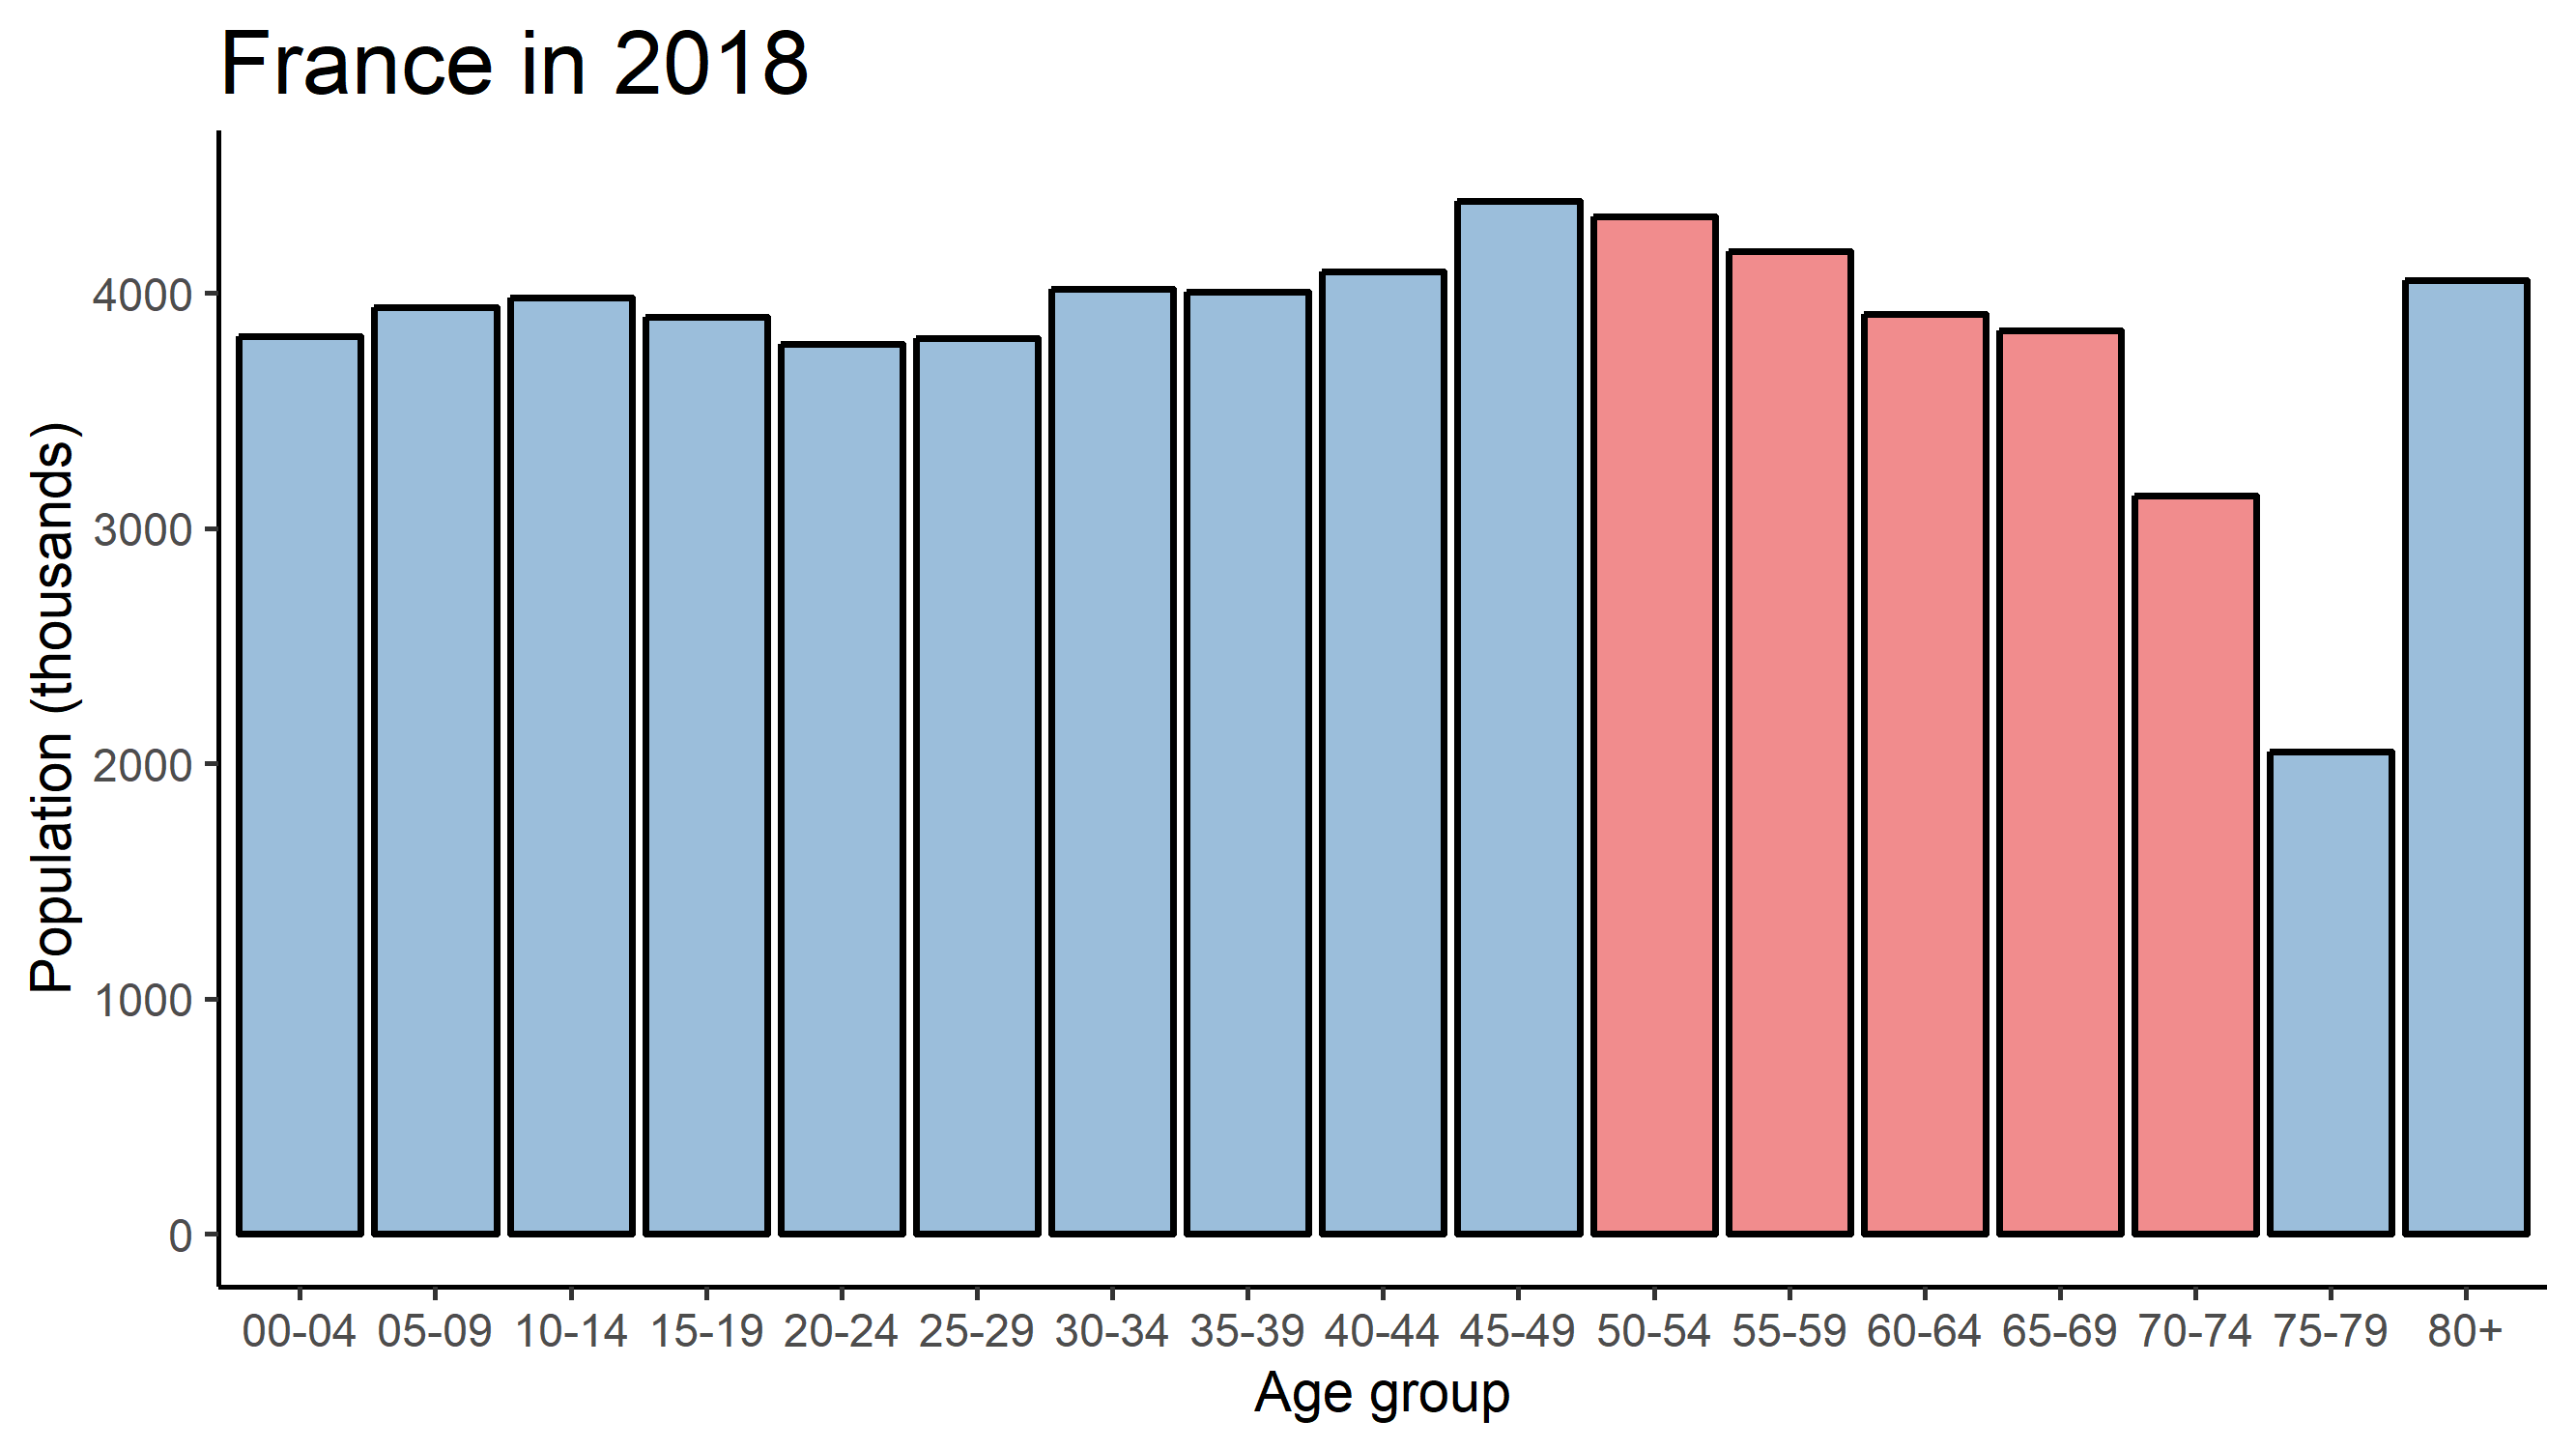 France in 2018
Population (thousands)
4000
3000
2000
1000
0
00-04 05-09 10-14 15-19 20-24 25-29 30-34 35-39 40-44 45-49 50-54 55-59 60-64 65-69 70-74 75-79 80+
Age group